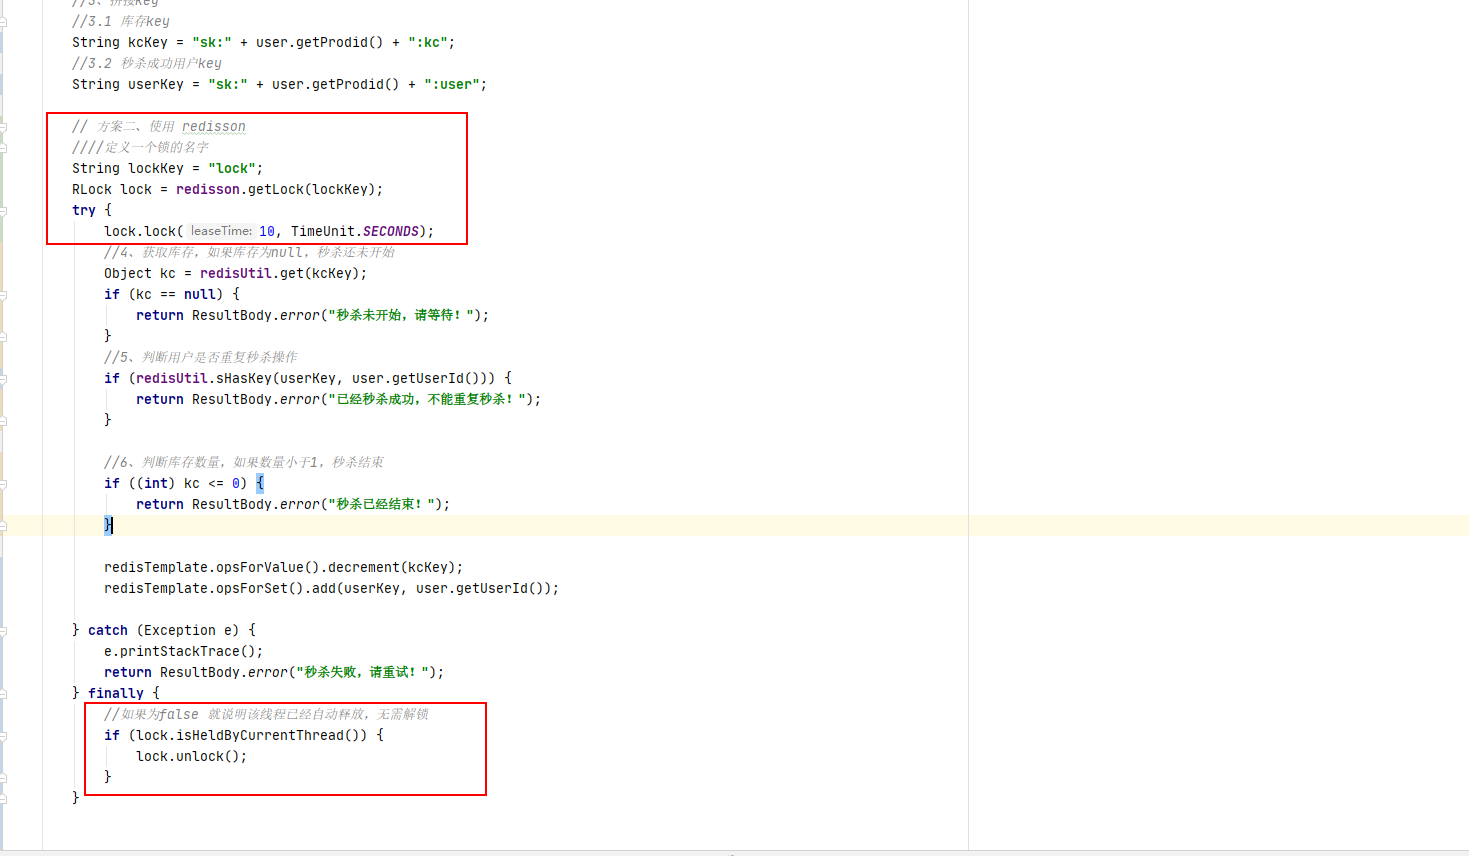 //3、拼接key
//3.1 库存key
String kcKey = "sk:" + user.getProdid() + ":kc";
//3.2 秒杀成功用户key
String userKey = "sk:" + user.getProdid() + ":user";
// 方案二、使用 redisson
////定义一个锁的名字
String lockKey = "lock";
RLock lock = redisson.getLock(lockKey);
try {
lock.lock( leaseTime: 10, TimeUnit.SECONDS);
//4、获取库存，如果库存为null，秒杀还未开始
Object kc = redisUtil.get(kcKey);
if (kc == null) {
return ResultBody.error("秒杀未开始，请等待！");
}
//5、判断用户是否重复秒杀操作
if (redisUtil.sHasKey(userKey, user.getUserId())) {
return ResultBody.error("已经秒杀成功，不能重复秒杀！");
}
//6、判断库存数量，如果数量小于1，秒杀结束
if ((int) kc <= 0) {
return ResultBody.error("秒杀已经结束！");
}
redisTemplate.opsForValue().decrement(kcKey);
redisTemplate.opsForSet().add(userKey, user.getUserId());
} catch (Exception e) {
e.printStackTrace();
return ResultBody.error("秒杀失败，请重试！");
} finally {
//如果为false 就说明该线程已经自动释放，无需解锁
if (lock.isHeldByCurrentThread()) {
lock.unlock();
}
}